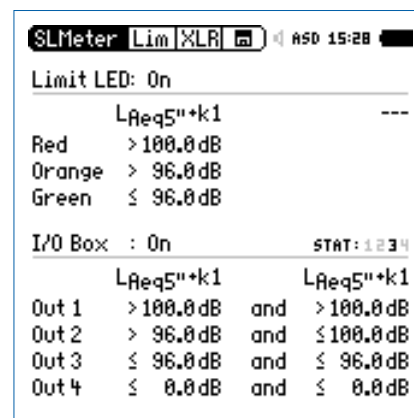 SLMeter Lim XLR ASD 15:28
Limit LED: On
LAeq5"+k1 ---
Red >100.0dB
Orange > 96.0dB
Green ≤ 96.0dB
I/O Box : On STAT:1234
LAeq5"+k1 LAeq5"+k1
Out 1 >100.0dB and >100.0dB
Out 2 > 96.0dB and ≤100.0dB
Out 3 ≤ 96.0dB and ≤ 96.0dB
Out 4 ≤ 0.0dB and ≤ 0.0dB